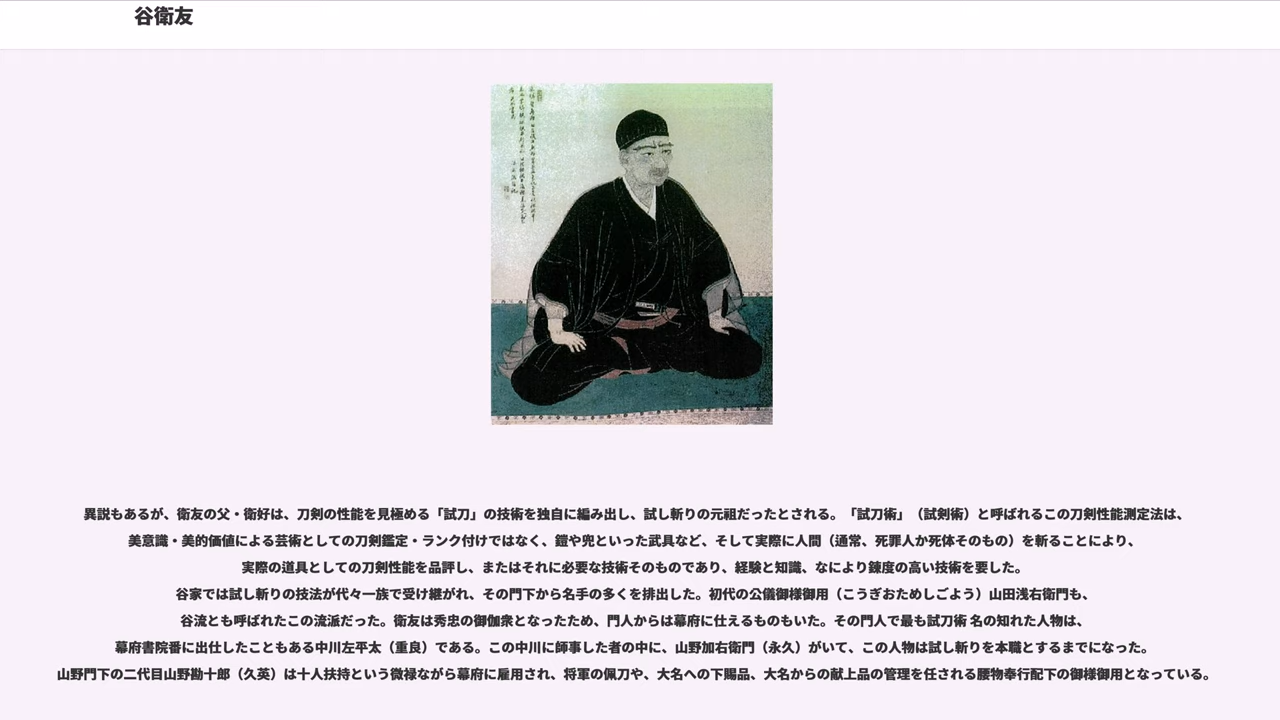 谷衛友
異説もあるが、衛友の父・衛好は、刀剣の性能を見極める「試刀」の技術を独自に編み出し、試し斬りの元祖だったとされる。「試刀術」（試剣術）と呼ばれるこの刀剣性能測定法は、
美意識・美的価値による芸術としての刀剣鑑定・ランク付けではなく、鎧や兜といった武具など、そして実際に人間（通常、死罪人か死体そのもの）を斬ることにより、
実際の道具としての刀剣性能を品評し、またはそれに必要な技術そのものであり、経験と知識、なにより錬度の高い技術を要した。
谷家では試し斬りの技法が代々一族で受け継がれ、その門下から名手の多くを排出した。初代の公儀御様御用（こうぎおためしごよう）山田浅右衛門も、
谷流とも呼ばれたこの流派だった。衛友は秀忠の御伽衆となったため、門人からは幕府に仕えるものもいた。その門人で最も試刀術 名の知れた人物は、
幕府書院番に出仕したこともある中川左平太（重良）である。この中川に師事した者の中に、山野加右衛門（永久）がいて、この人物は試し斬りを本職とするまでになった。
山野門下の二代目山野勘十郎（久英）は十人扶持という微禄ながら幕府に雇用され、将軍の佩刀や、大名への下賜品、大名からの献上品の管理を任される腰物奉行配下の御様御用となっている。